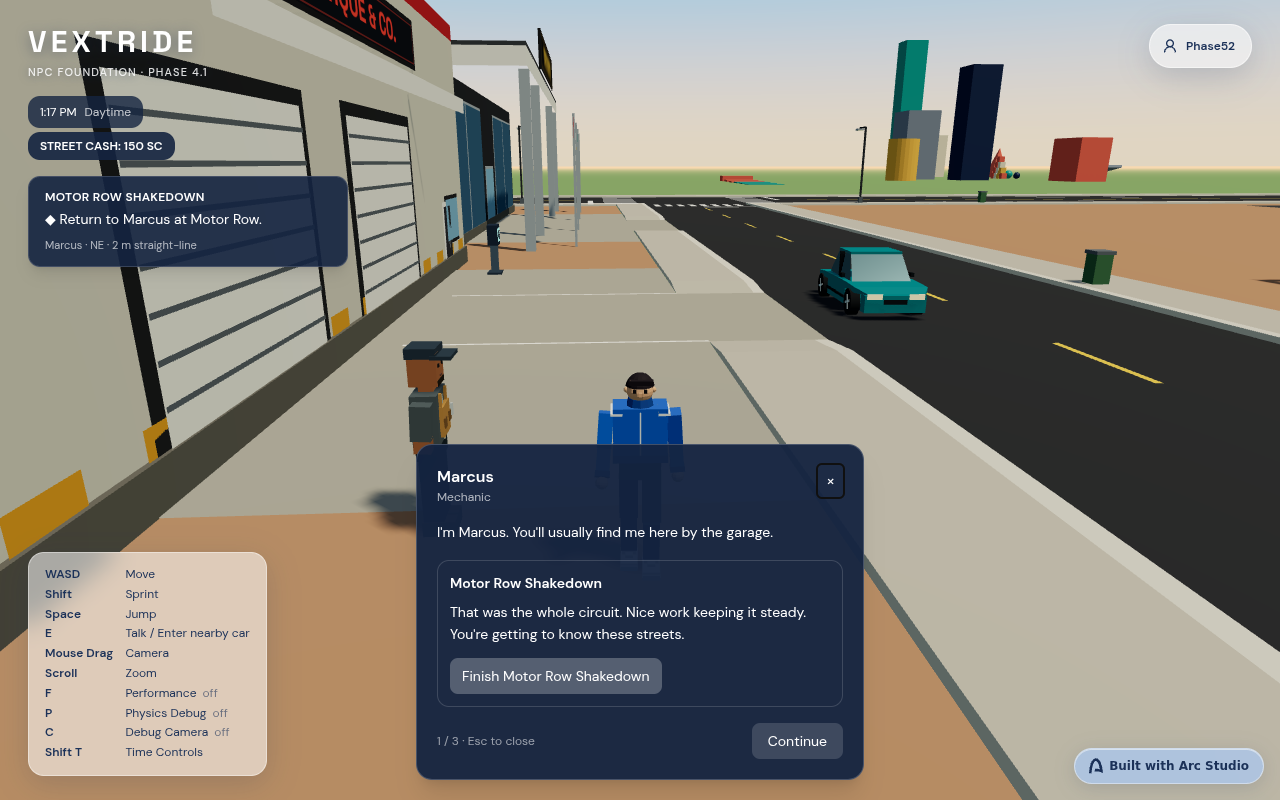 QUE & CO.
VEXTRIDE
NPC FOUNDATION · PHASE 4.1
Phase52
1:17 PM Daytime
STREET CASH: 150 SC
MOTOR ROW SHAKEDOWN
◆ Return to Marcus at Motor Row.
Marcus · NE · 2 m straight-line
Marcus
×
Mechanic
I'm Marcus. You'll usually find me here by the garage.
Motor Row Shakedown
That was the whole circuit. Nice work keeping it steady.
You're getting to know these streets.
Finish Motor Row Shakedown
1 / 3 · Esc to close
Continue
WASD Move
Shift Sprint
Space Jump
E Talk / Enter nearby car
Mouse Drag Camera
Scroll Zoom
F Performance off
P Physics Debug off
C Debug Camera off
Shift T Time Controls
Built with Arc Studio